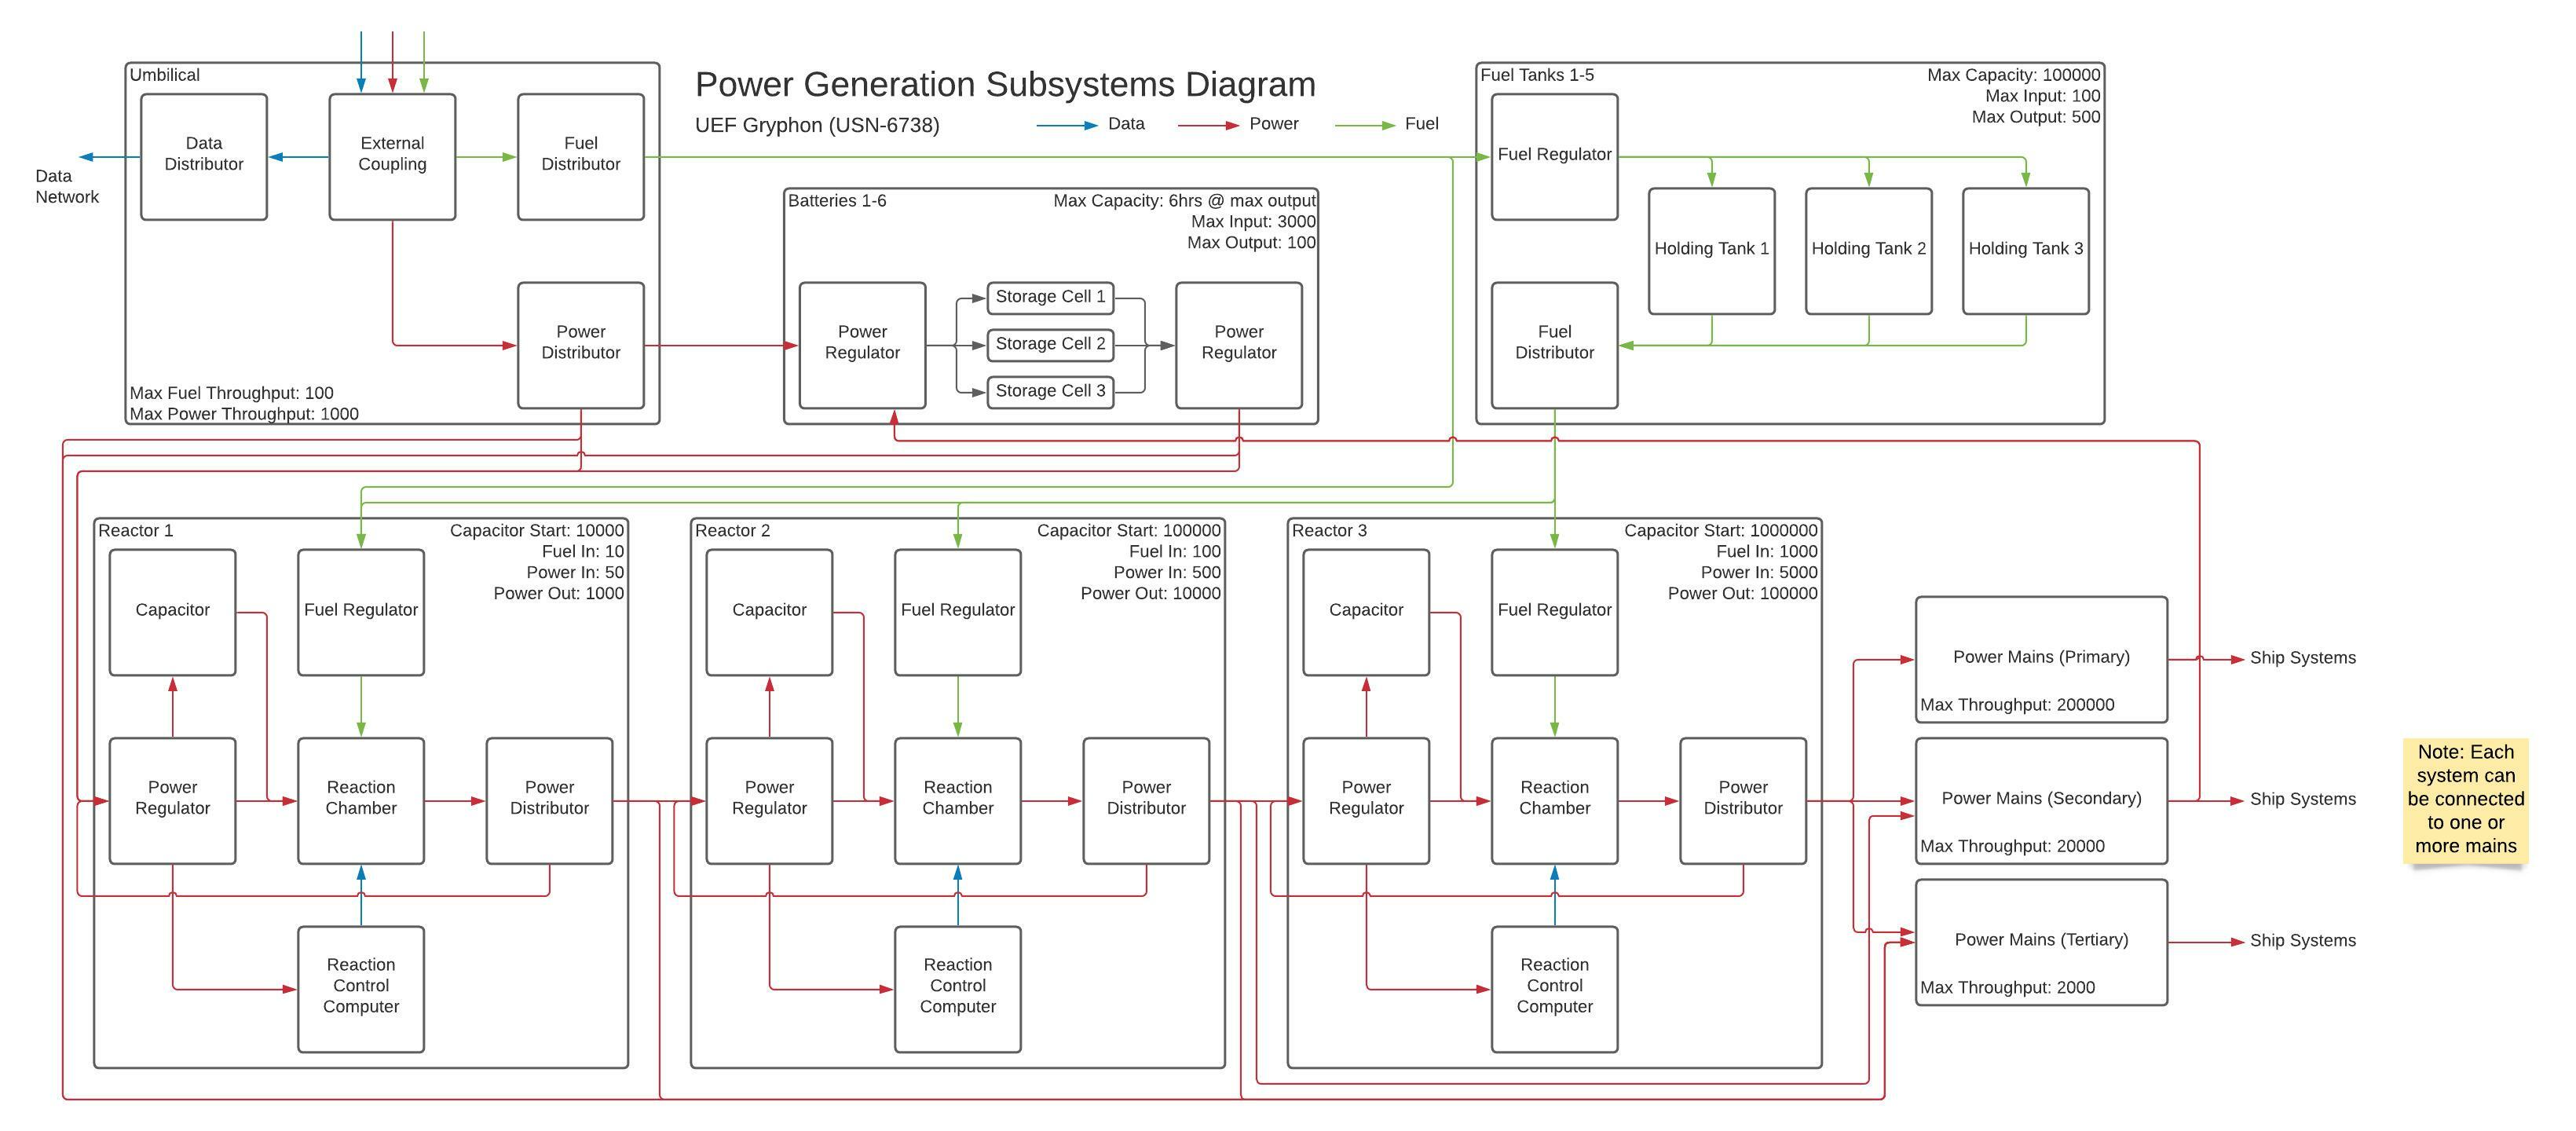 Power Generation Subsystems Diagram
UEF Gryphon (USN-6738)
Data
Power
Fuel
Umbilical
Data
Distributor
External
Coupling
Fuel
Distributor
Data
Network
Power
Distributor
Max Fuel Throughput: 100
Max Power Throughput: 1000
Batteries 1-6
Max Capacity: 6hrs @ max output
Max Input: 3000
Max Output: 100
Power
Regulator
Storage Cell 1
Storage Cell 2
Storage Cell 3
Power
Regulator
Fuel Tanks 1-5
Max Capacity: 100000
Max Input: 100
Max Output: 500
Fuel Regulator
Holding Tank 1
Holding Tank 2
Holding Tank 3
Fuel
Distributor
Reactor 1
Capacitor Start: 10000
Fuel In: 10
Power In: 50
Power Out: 1000
Capacitor
Fuel Regulator
Power
Regulator
Reaction
Chamber
Power
Distributor
Reaction
Control
Computer
Reactor 2
Capacitor Start: 100000
Fuel In: 100
Power In: 500
Power Out: 10000
Capacitor
Fuel Regulator
Power
Regulator
Reaction
Chamber
Power
Distributor
Reaction
Control
Computer
Reactor 3
Capacitor Start: 1000000
Fuel In: 1000
Power In: 5000
Power Out: 100000
Capacitor
Fuel Regulator
Power
Regulator
Reaction
Chamber
Power
Distributor
Reaction
Control
Computer
Power Mains (Primary)
Max Throughput: 200000
Ship Systems
Power Mains (Secondary)
Max Throughput: 20000
Ship Systems
Power Mains (Tertiary)
Max Throughput: 2000
Ship Systems
Note: Each
system can
be connected
to one or
more mains